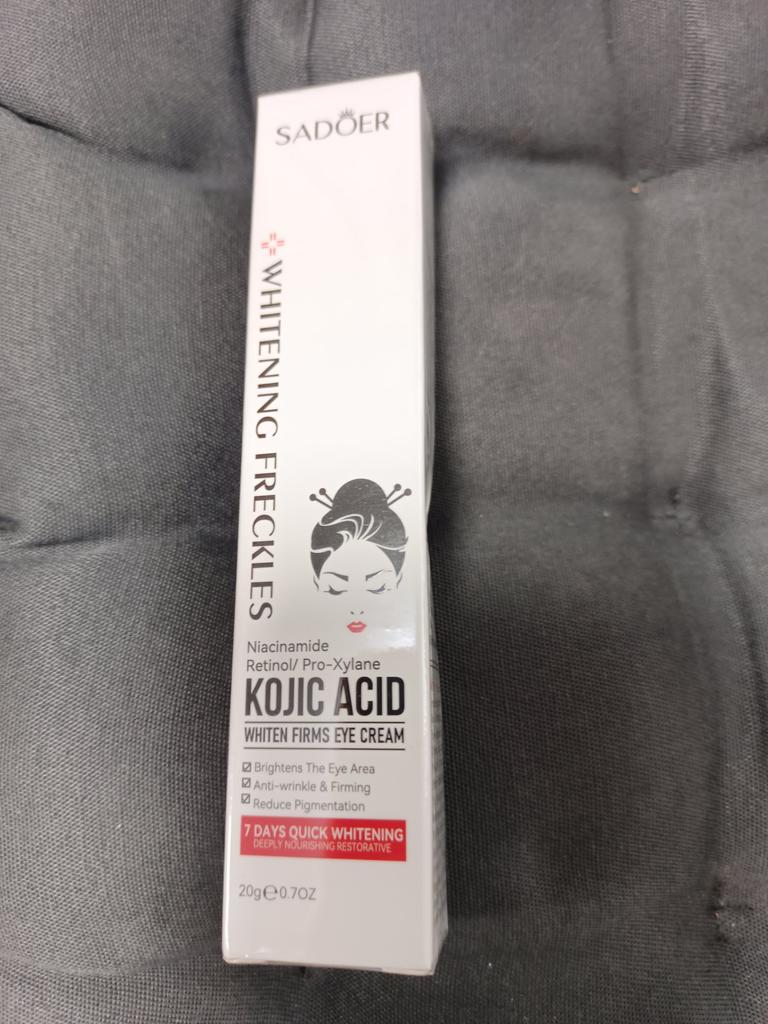 SADOER
WHITENING FRECKLES
Niacinamide
Retinol/ Pro-Xylane
KOJIC ACID
WHITEN FIRMS EYE CREAM
Brightens The Eye Area
Anti-wrinkle & Firming
Reduce Pigmentation
7 DAYS QUICK WHITENING
DEEPLY NOURISHING RESTORATIVE
20g℮0.7OZ